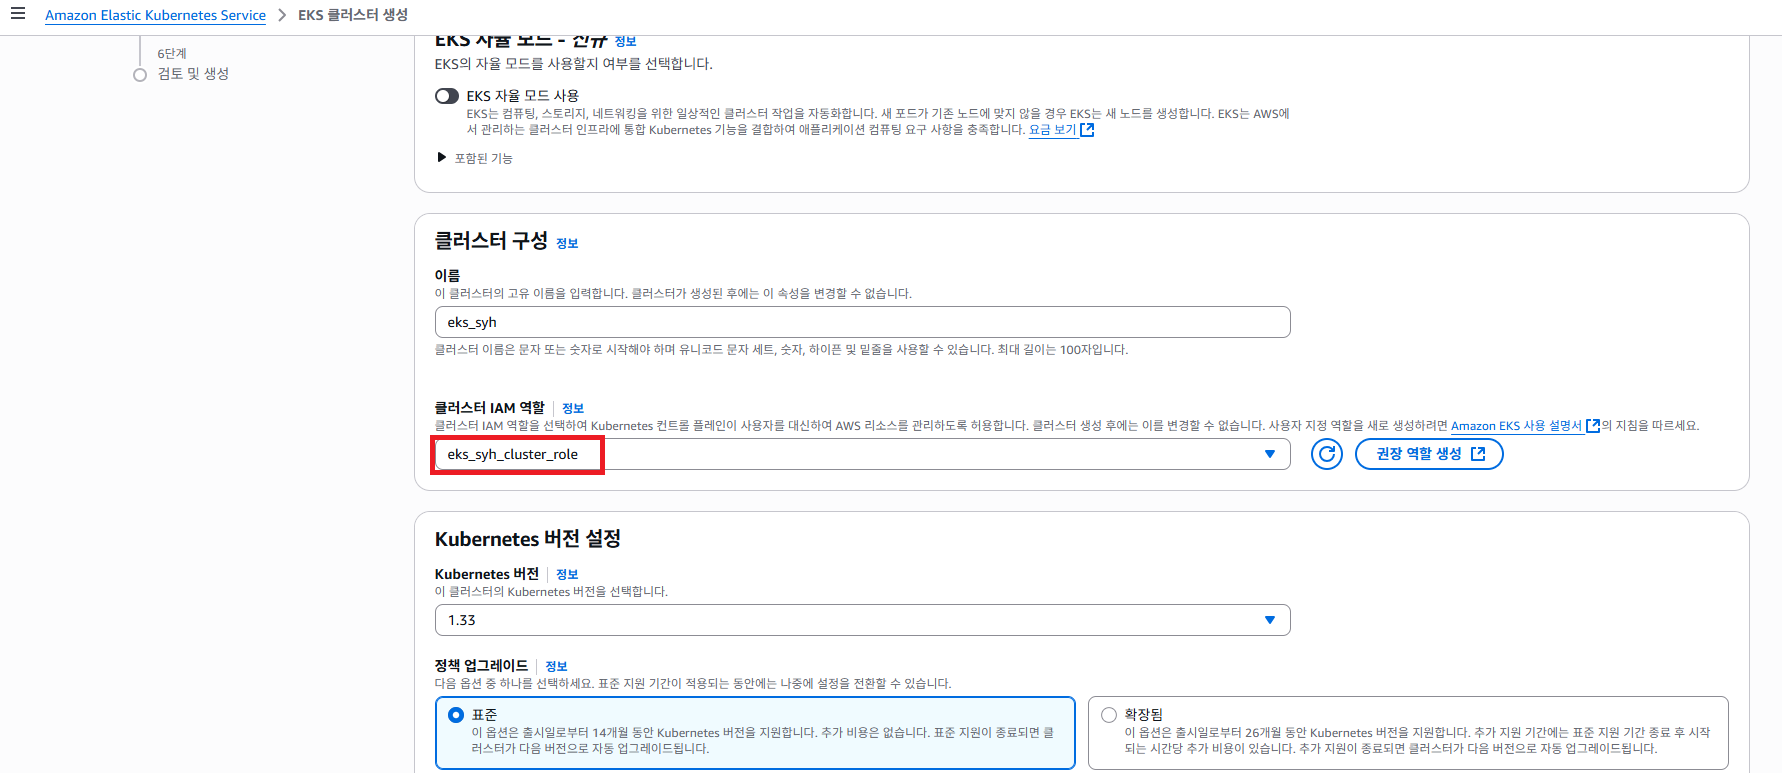 Amazon Elastic Kubernetes Service > EKS 클러스터 생성
6단계
검토 및 생성
EKS 자율 모드 - 신규 정보
EKS의 자율 모드를 사용할지 여부를 선택합니다.
EKS 자율 모드 사용
EKS는 컴퓨팅, 스토리지, 네트워킹을 위한 일상적인 클러스터 작업을 자동화합니다. 새 포드가 기존 노드에 맞지 않을 경우 EKS는 새 노드를 생성합니다. EKS는 AWS에
서 관리하는 클러스터 인프라에 통합 Kubernetes 기능을 결합하여 애플리케이션 컴퓨팅 요구 사항을 충족합니다. 요금 보기
포함된 기능
클러스터 구성 정보
이름
이 클러스터의 고유 이름을 입력합니다. 클러스터가 생성된 후에는 이 속성을 변경할 수 없습니다.
eks_syh
클러스터 이름은 문자 또는 숫자로 시작해야 하며 유니코드 문자 세트, 숫자, 하이픈 및 밑줄을 사용할 수 있습니다. 최대 길이는 100자입니다.
클러스터 IAM 역할 정보
클러스터 IAM 역할을 선택하여 Kubernetes 컨트롤 플레인이 사용자를 대신하여 AWS 리소스를 관리하도록 허용합니다. 클러스터 생성 후에는 이를 변경할 수 없습니다. 사용자 지정 역할을 새로 생성하려면 Amazon EKS 사용 설명서의 지침을 따르세요.
eks_syh_cluster_role
권장 역할 생성
Kubernetes 버전 설정
Kubernetes 버전 정보
이 클러스터의 Kubernetes 버전을 선택합니다.
1.33
정책 업그레이드 정보
다음 옵션 중 하나를 선택하세요. 표준 지원 기간이 적용되는 동안에는 나중에 설정을 전환할 수 있습니다.
표준
이 옵션은 출시일로부터 14개월 동안 Kubernetes 버전을 지원합니다. 추가 비용은 없습니다. 표준 지원이 종료되면 클
러스터가 다음 버전으로 자동 업그레이드됩니다.
확장됨
이 옵션은 출시일로부터 26개월 동안 Kubernetes 버전을 지원합니다. 추가 지원 기간에는 표준 지원 기간 종료 후 시작
되는 시간당 추가 비용이 있습니다. 추가 지원이 종료되면 클러스터가 다음 버전으로 자동 업그레이드됩니다.